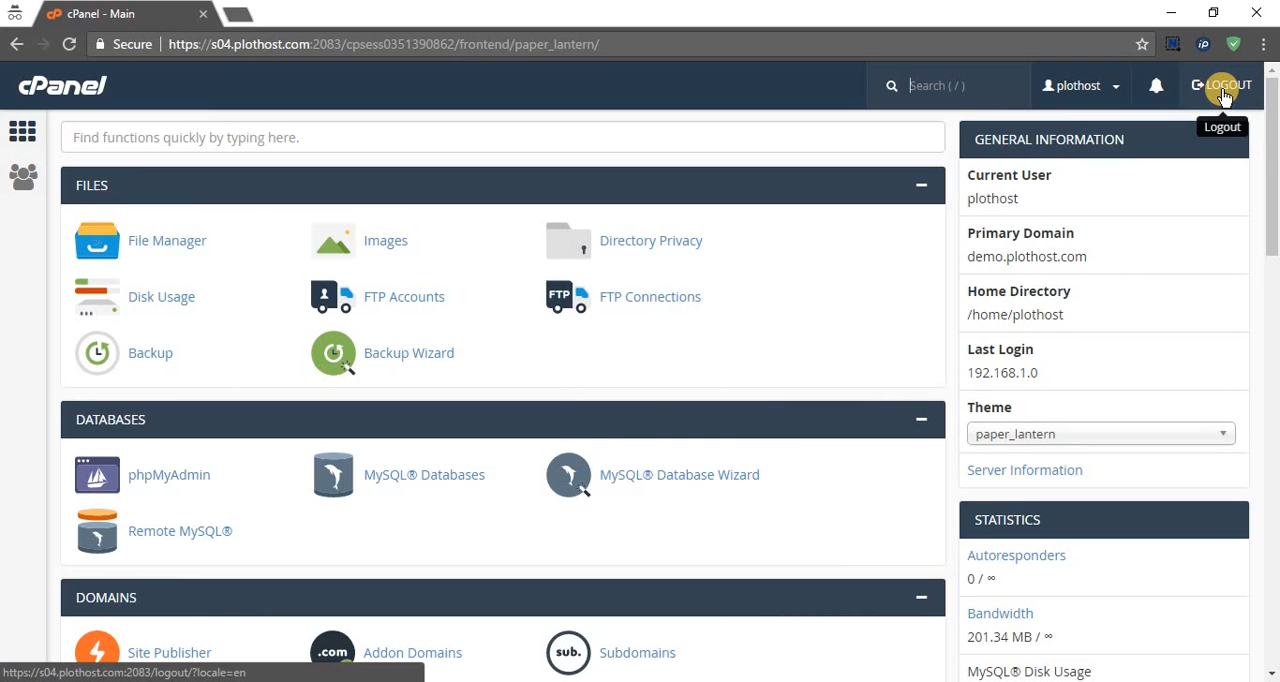 cPanel - Main
Secure https://s04.plothost.com:2083/cpsess0351390862/frontend/paper_lantern/
cPanel
Search ( / )
plothost
LOGOUT
Logout
Find functions quickly by typing here.
FILES
File Manager
Images
Directory Privacy
Disk Usage
FTP Accounts
FTP
FTP Connections
Backup
Backup Wizard
DATABASES
phpMyAdmin
MySQL® Databases
MySQL® Database Wizard
Remote MySQL®
DOMAINS
Site Publisher
.com
Addon Domains
sub.
Subdomains
GENERAL INFORMATION
Current User
plothost
Primary Domain
demo.plothost.com
Home Directory
/home/plothost
Last Login
192.168.1.0
Theme
paper_lantern
Server Information
STATISTICS
Autoresponders
0 / ∞
Bandwidth
201.34 MB / ∞
MySQL® Disk Usage
https://s04.plothost.com:2083/logout/?locale=en